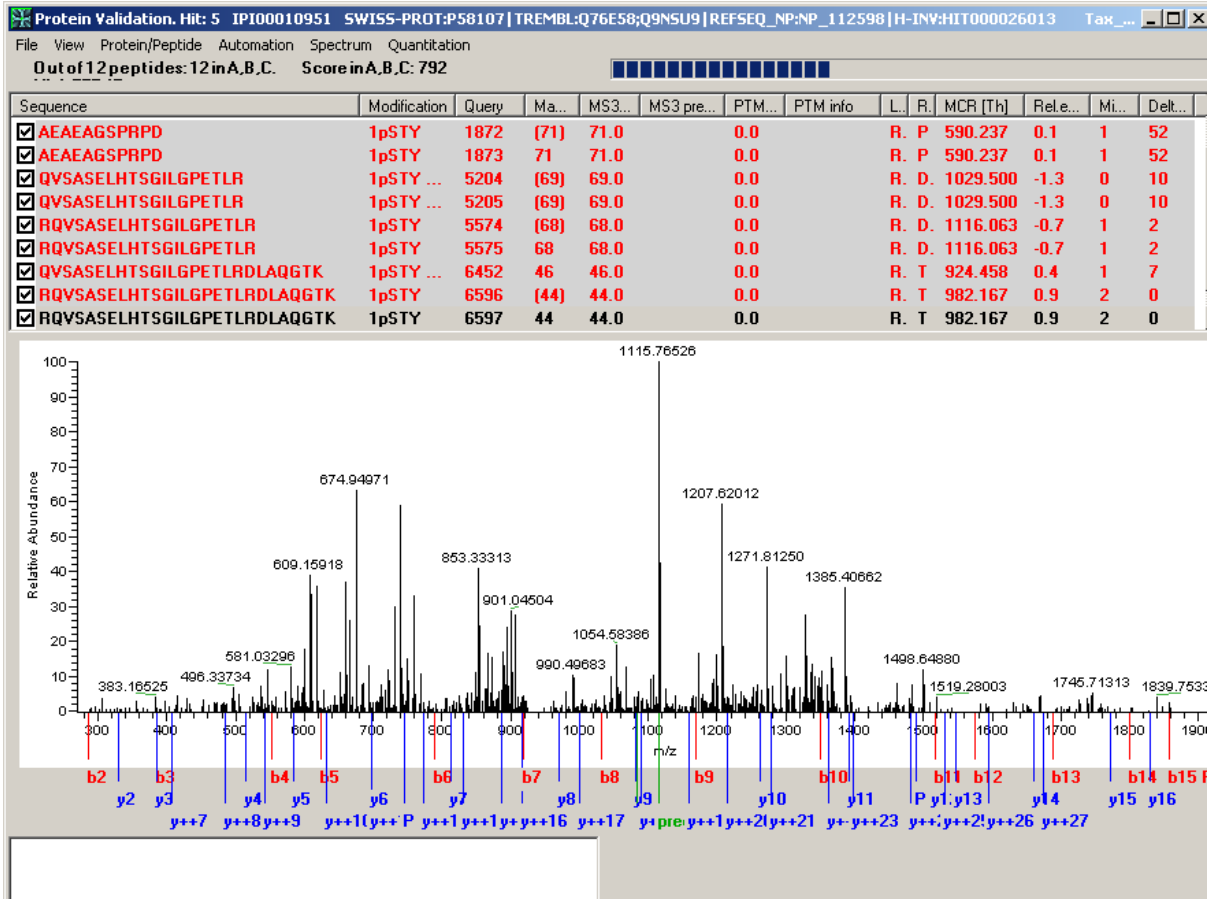 Protein Validation. Hit: 5 IPI00010951 SWISS-PROT:P58107|TREMBL:Q76E58;Q9NSU9|REFSEQ_NP:NP_112598|H-INV:HIT000026013 Tax_...
File View Protein/Peptide Automation Spectrum Quantitation
Out of 12 peptides: 12 in A,B,C. Score in A,B,C: 792
Sequence Modification Query Ma... MS3... MS3 pre... PTM... PTM info L... R. MCR [Th] Rel.e... Mi... Delt...
AEAEAGSPRPD 1pSTY 1872 (71) 71.0 0.0 R. P 590.237 0.1 1 52
AEAEAGSPRPD 1pSTY 1873 71 71.0 0.0 R. P 590.237 0.1 1 52
QVSASELHTSGILGPETLR 1pSTY ... 5204 (69) 69.0 0.0 R. D. 1029.500 -1.3 0 10
QVSASELHTSGILGPETLR 1pSTY ... 5205 (69) 69.0 0.0 R. D. 1029.500 -1.3 0 10
RQVSASELHTSGILGPETLR 1pSTY 5574 (68) 68.0 0.0 R. D. 1116.063 -0.7 1 2
RQVSASELHTSGILGPETLR 1pSTY 5575 68 68.0 0.0 R. D. 1116.063 -0.7 1 2
QVSASELHTSGILGPETLRDLAQGTK 1pSTY ... 6452 46 46.0 0.0 R. T 924.458 0.4 1 7
RQVSASELHTSGILGPETLRDLAQGTK 1pSTY 6596 (44) 44.0 0.0 R. T 982.167 0.9 2 0
RQVSASELHTSGILGPETLRDLAQGTK 1pSTY 6597 44 44.0 0.0 R. T 982.167 0.9 2 0
1115.76526
100
90
80
70
674.94971
1207.62012
60
50
Relative Abundance
853.33313
1271.81250
40
609.15918
1385.40662
901.04504
30
1054.58386
20
581.03296
990.49683
1498.64880
496.33734
10
383.16525
1519.28003
1745.71313
1839.7533
0
300 400 500 600 700 800 900 1000 1100 1200 1300 1400 1500 1600 1700 1800 1900
m/z
b2 b3 b4 b5 b6 b7 b8 b9 b10 b11 b12 b13 b14 b15
y2 y3 y4 y5 y6 y7 y8 y9 y10 y11 P y13 y14 y15 y16
y++7 y++8 y++9 P y++16 y++17 y++21 y++23 y++26 y++27